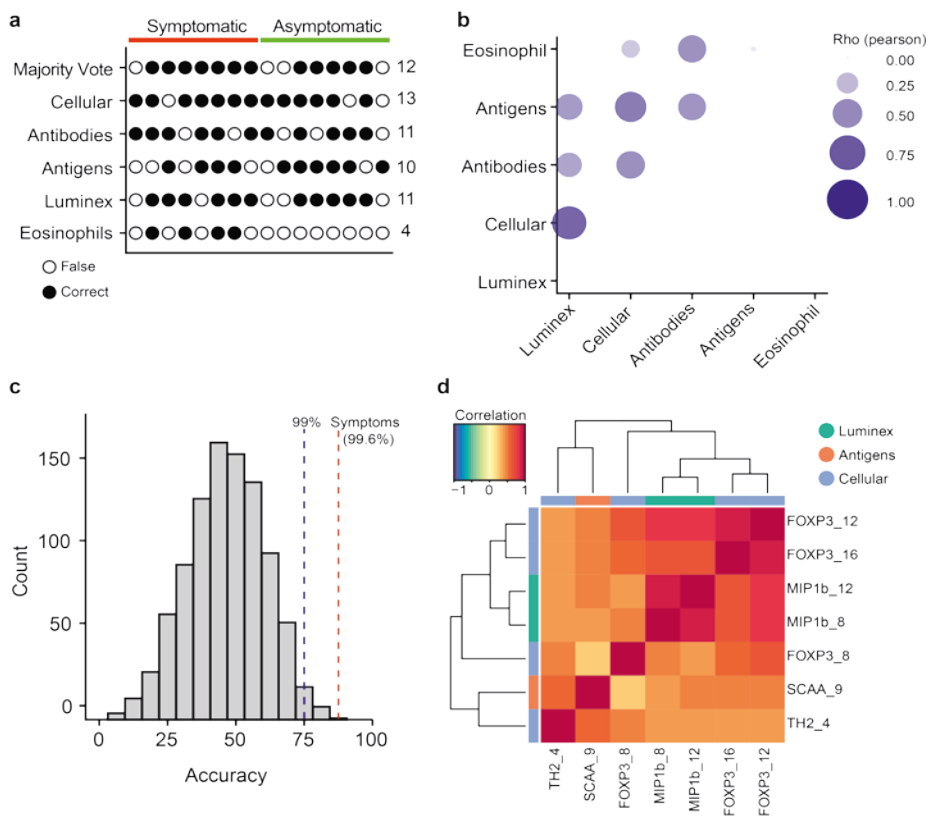 a
Symptomatic Asymptomatic
Majority Vote 12
Cellular 13
Antibodies 11
Antigens 10
Luminex 11
Eosinophils 4
False
Correct
b
Eosinophil
Antigens
Antibodies
Cellular
Luminex
Luminex Cellular Antibodies Antigens Eosinophil
Rho (pearson)
0.00
0.25
0.50
0.75
1.00
c
99% Symptoms
(99.6%)
150
100
50
0
Count
0 25 50 75 100
Accuracy
d
Correlation
−1 0 1
Luminex
Antigens
Cellular
FOXP3_12
FOXP3_16
MIP1b_12
MIP1b_8
FOXP3_8
SCAA_9
TH2_4
TH2_4 SCAA_9 FOXP3_8 MIP1b_8 MIP1b_12 FOXP3_16 FOXP3_12